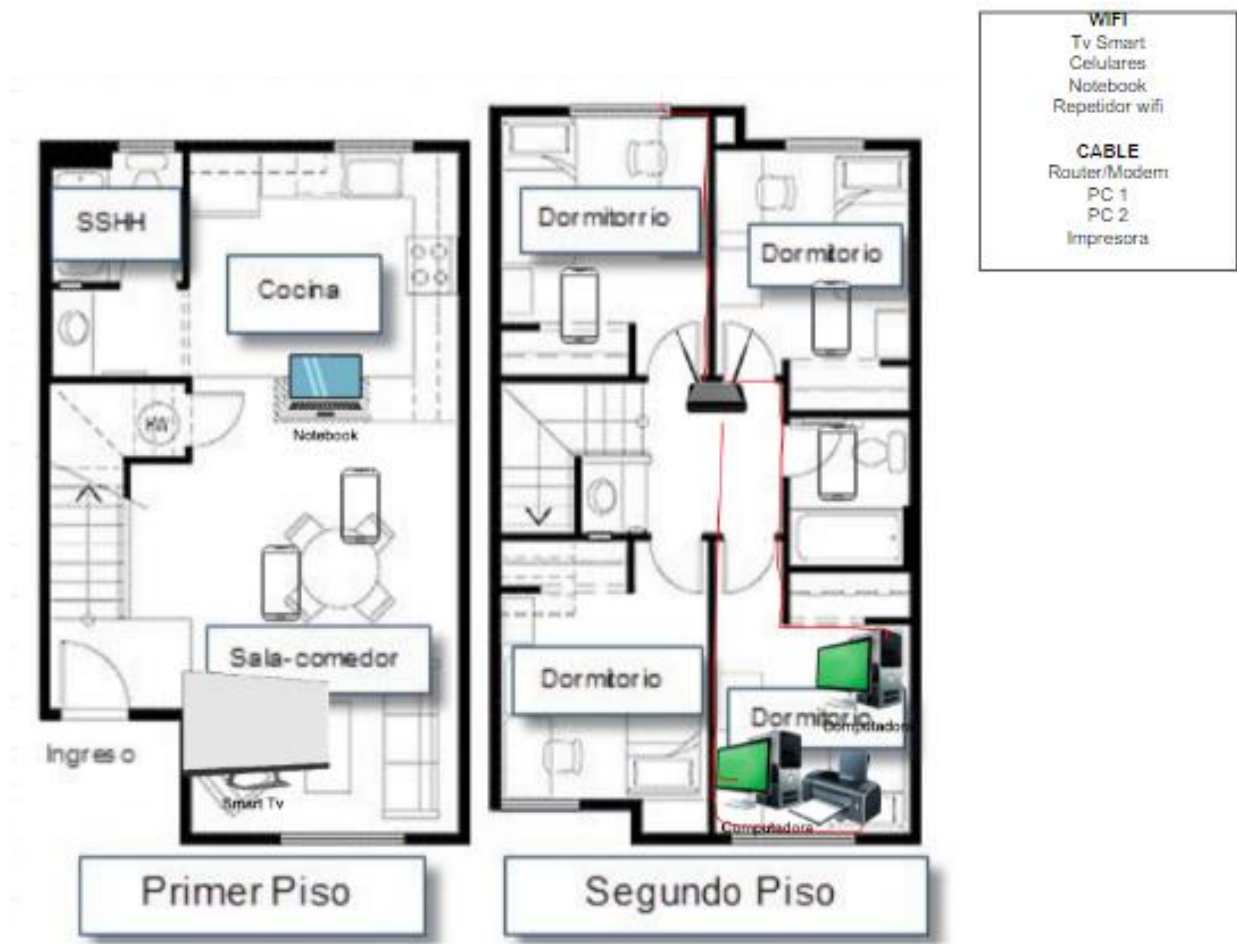 WIFI
Tv Smart
Celulares
Notebook
Repetidor wifi
CABLE
Router/Modem
PC 1
PC 2
Impresora
SSHH
Cocina
Notebook
Sala-comedor
Ingreso
Smart Tv
Primer Piso
Dormitorrio
Dormitorio
Dormitorio
Dormitorio
Computadora
Computadora
Segundo Piso